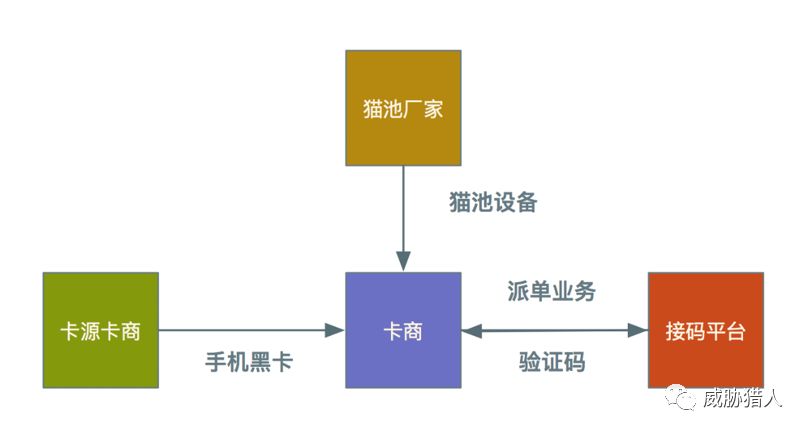 猫池厂家
猫池设备
卡源卡商
手机黑卡
卡商
派单业务
验证码
接码平台
威胁猎人